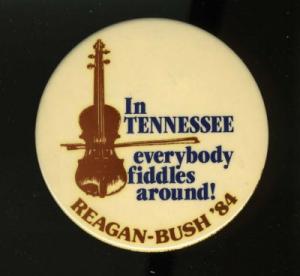 In
TENNESSEE
everybody
fiddles
around!
REAGAN-BUSH '84